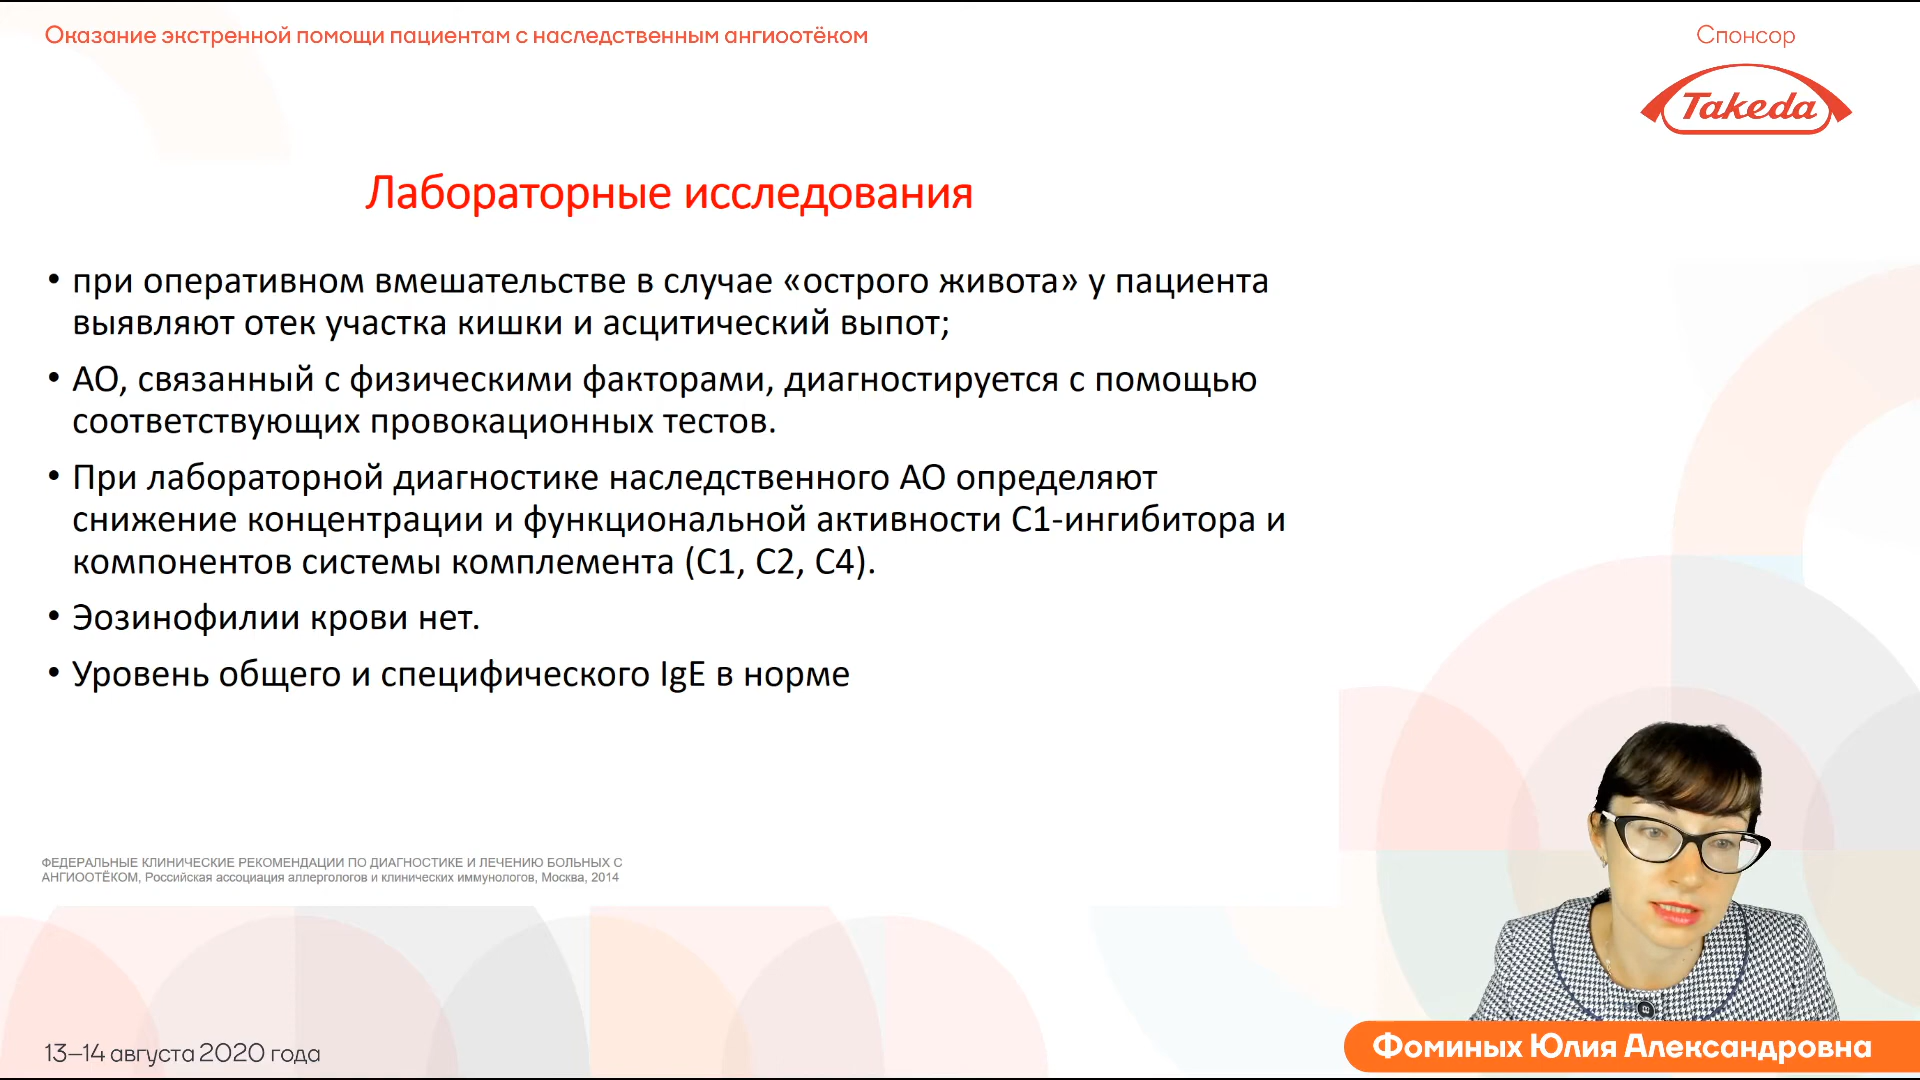 Оказание экстренной помощи пациентам с наследственным ангиоотёком
Спонсор
Takeda
Лабораторные исследования
• при оперативном вмешательстве в случае «острого живота» у пациента
выявляют отек участка кишки и асцитический выпот;
• АО, связанный с физическими факторами, диагностируется с помощью
соответствующих провокационных тестов.
• При лабораторной диагностике наследственного АО определяют
снижение концентрации и функциональной активности С1-ингибитора и
компонентов системы комплемента (С1, С2, С4).
• Эозинофилии крови нет.
• Уровень общего и специфического IgE в норме
ФЕДЕРАЛЬНЫЕ КЛИНИЧЕСКИЕ РЕКОМЕНДАЦИИ ПО ДИАГНОСТИКЕ И ЛЕЧЕНИЮ БОЛЬНЫХ С
АНГИООТЁКОМ, Российская ассоциация аллергологов и клинических иммунологов, Москва, 2014
13–14 августа 2020 года
Фоминых Юлия Александровна